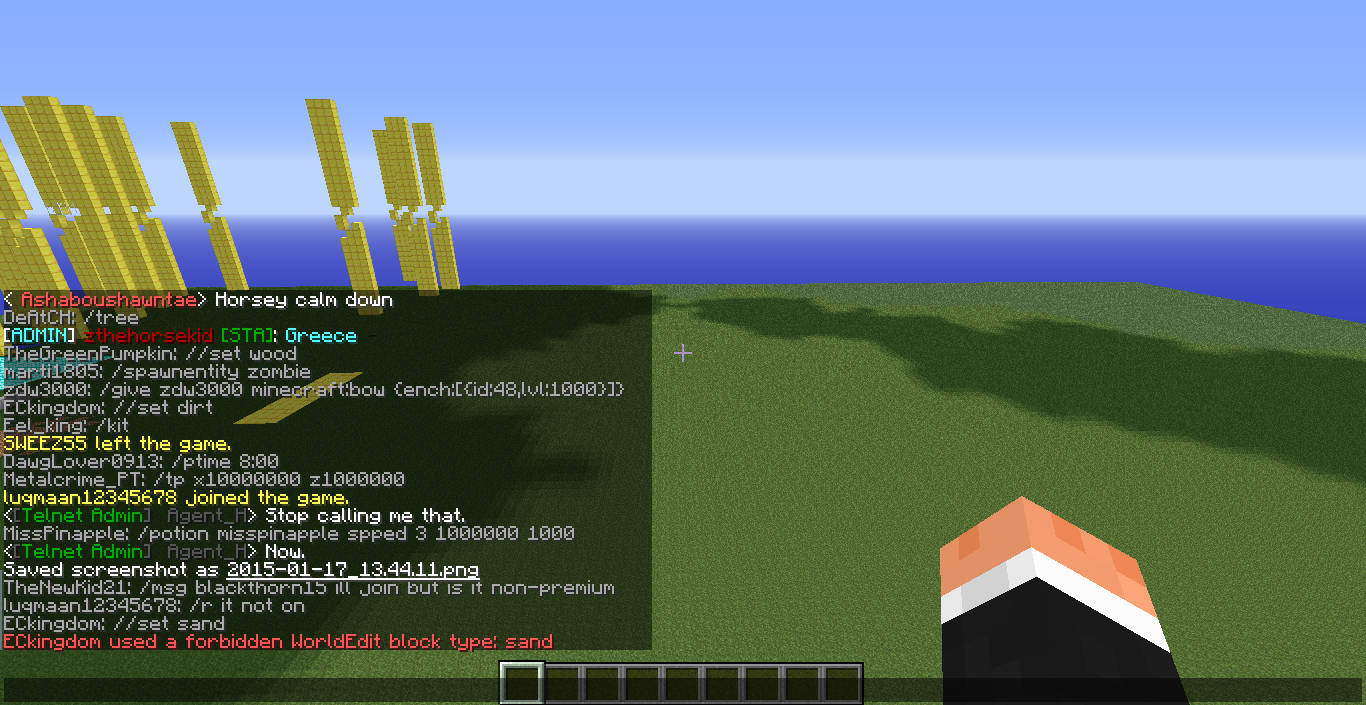 < Ashaboushawntae> Horsey calm down
DeAtCH: /tree
[ADMIN] zthehorsekid [STA]: Greece
TheGreenPumpkin: //set wood
marti1805: /spawnentity zombie
zdw3000: /give zdw3000 minecraft:bow {ench:[{id:48,lvl:1000}]}
ECkingdom: //set dirt
Eel_king: /kit
SWEEZ55 left the game.
DawgLover0913: /ptime 8:00
Metalcrime_PT: /tp x10000000 z1000000
luqmaan12345678 joined the game.
<[Telnet Admin] Agent_H> Stop calling me that.
MissPinapple: /potion misspinapple spped 3 1000000 1000
<[Telnet Admin] Agent_H> Now.
Saved screenshot as 2015-01-17_13.44.11.png
TheNewKid21: /msg blackthorn15 ill join but is it non-premium
luqmaan12345678: /r it not on
ECkingdom: //set sand
ECkingdom used a forbidden WorldEdit block type: sand